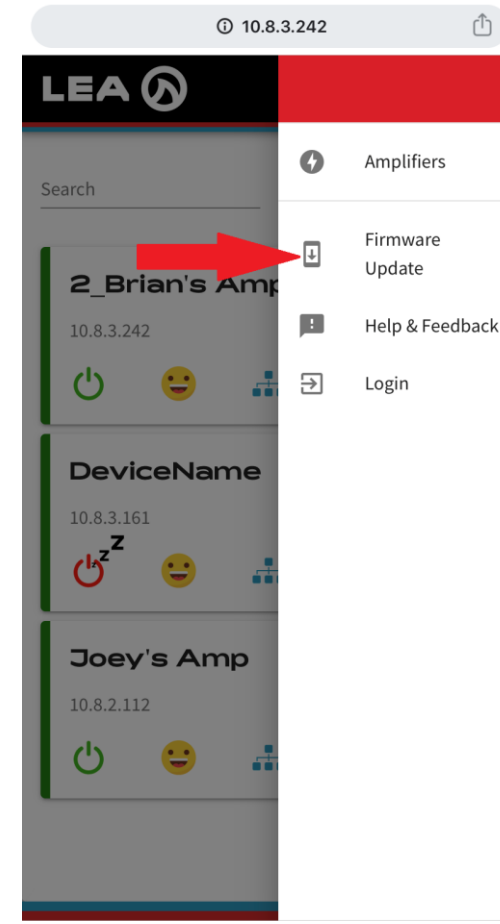 10.8.3.242
LEA
Search
Amplifiers
Firmware
Update
Help & Feedback
Login
2_Brian's Amp
10.8.3.242
DeviceName
10.8.3.161
z z Z
Joey's Amp
10.8.2.112